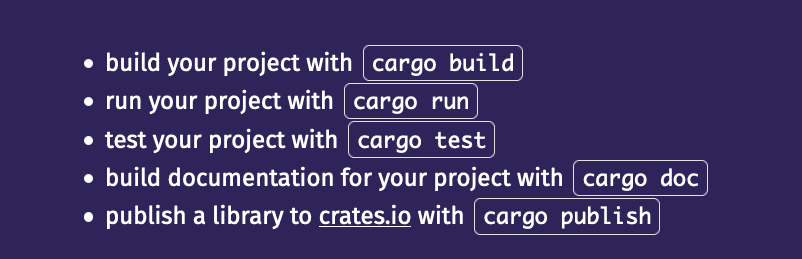 • build your project with cargo build
• run your project with cargo run
• test your project with cargo test
• build documentation for your project with cargo doc
• publish a library to crates.io with cargo publish